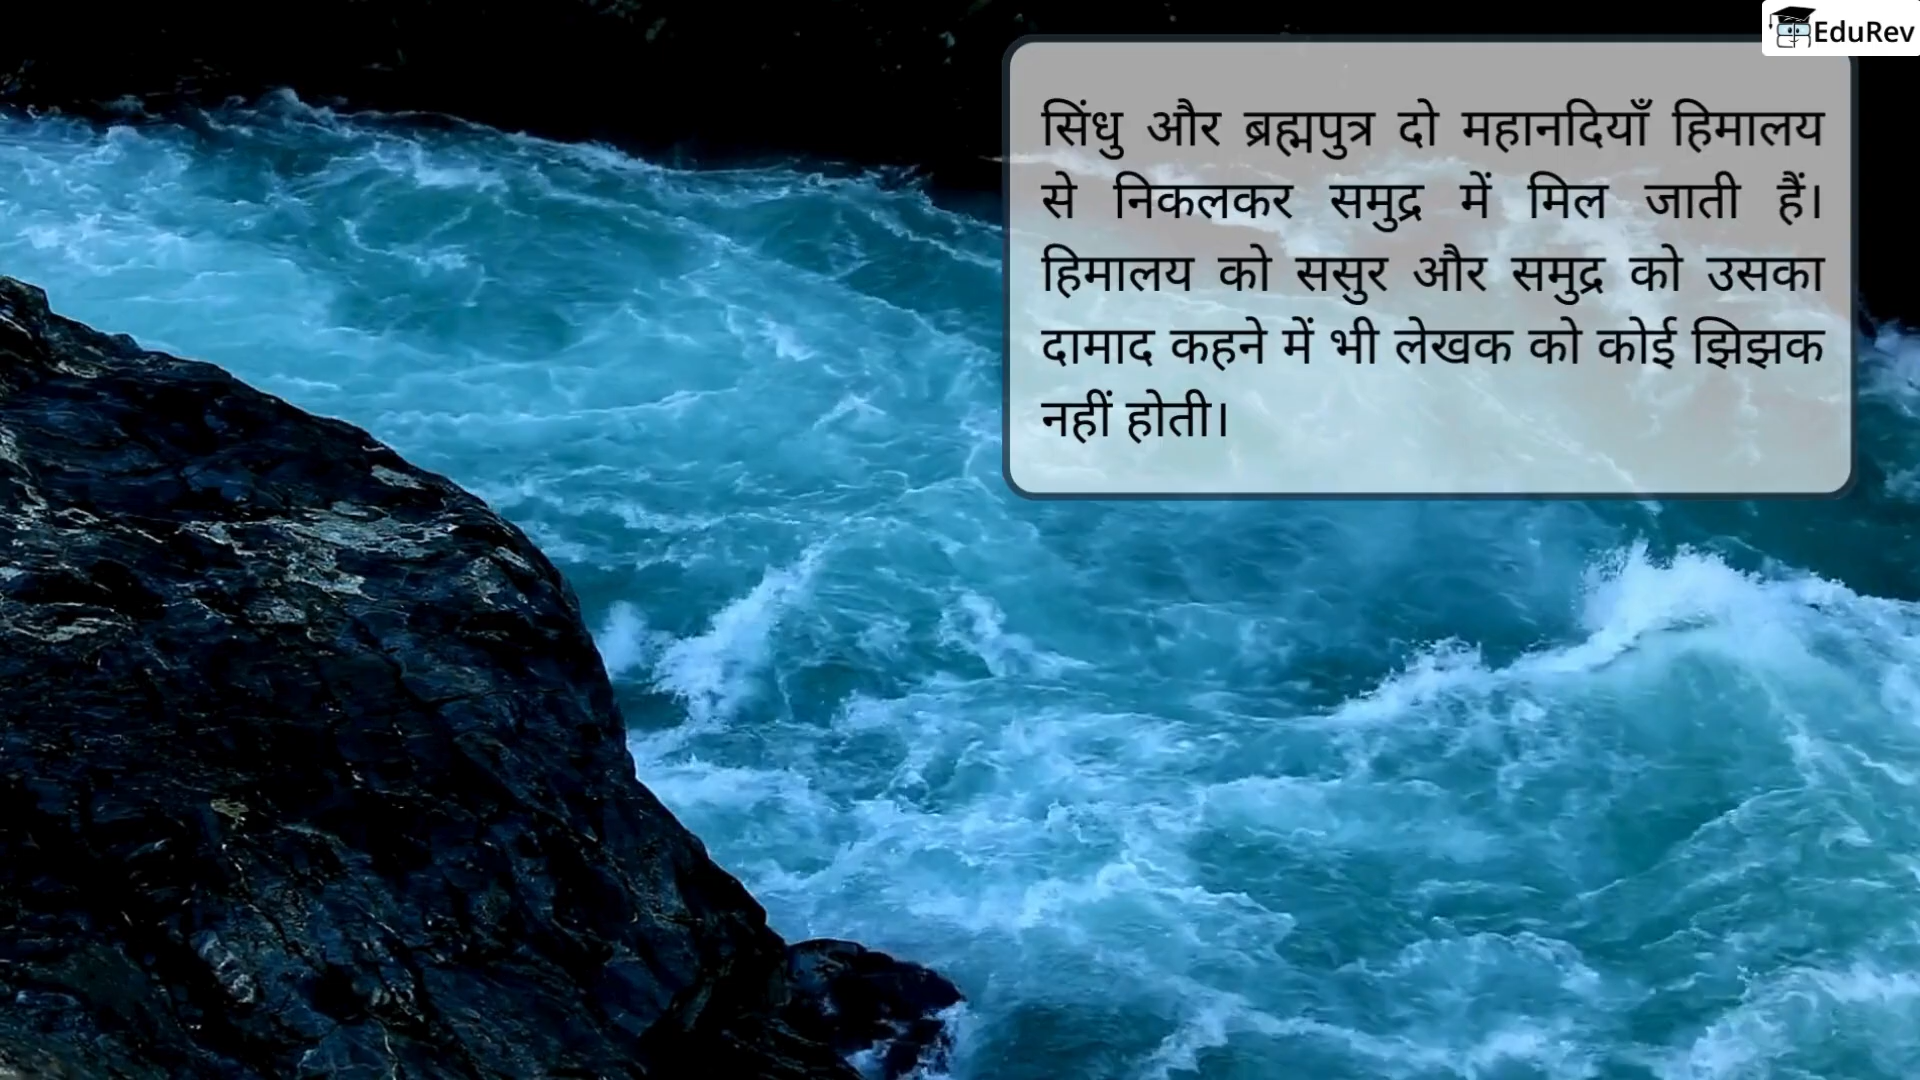 EduRev
सिंधु और ब्रह्मपुत्र दो महानदियाँ हिमालय
से निकलकर समुद्र में मिल जाती हैं।
हिमालय को ससुर और समुद्र को उसका
दामाद कहने में भी लेखक को कोई झिझक
नहीं होती।